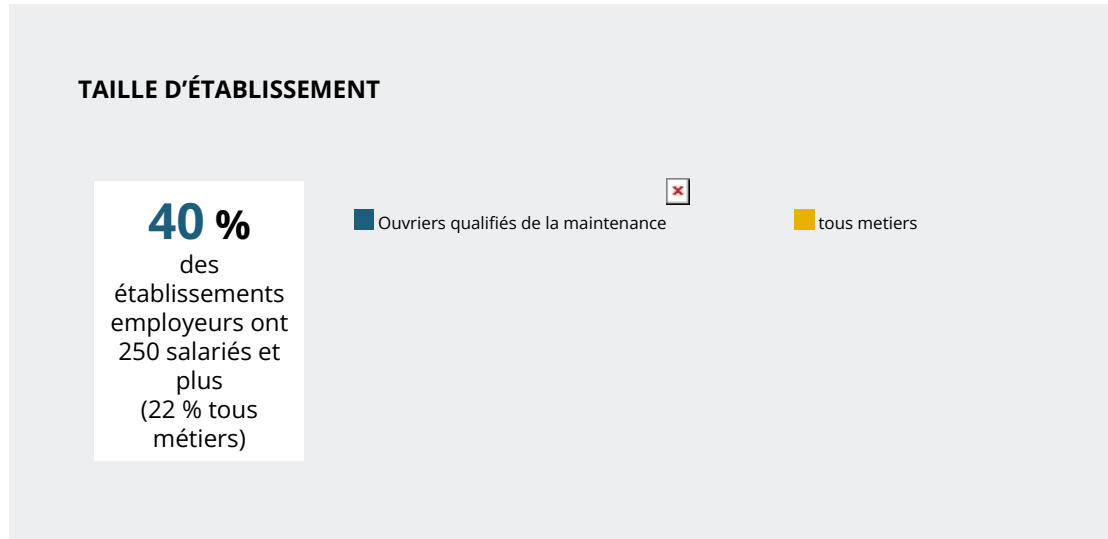 TAILLE D'ÉTABLISSEMENT
40 %
des
établissements
employeurs ont
250 salariés et
plus
(22 % tous
métiers)
Ouvriers qualifiés de la maintenance
tous metiers